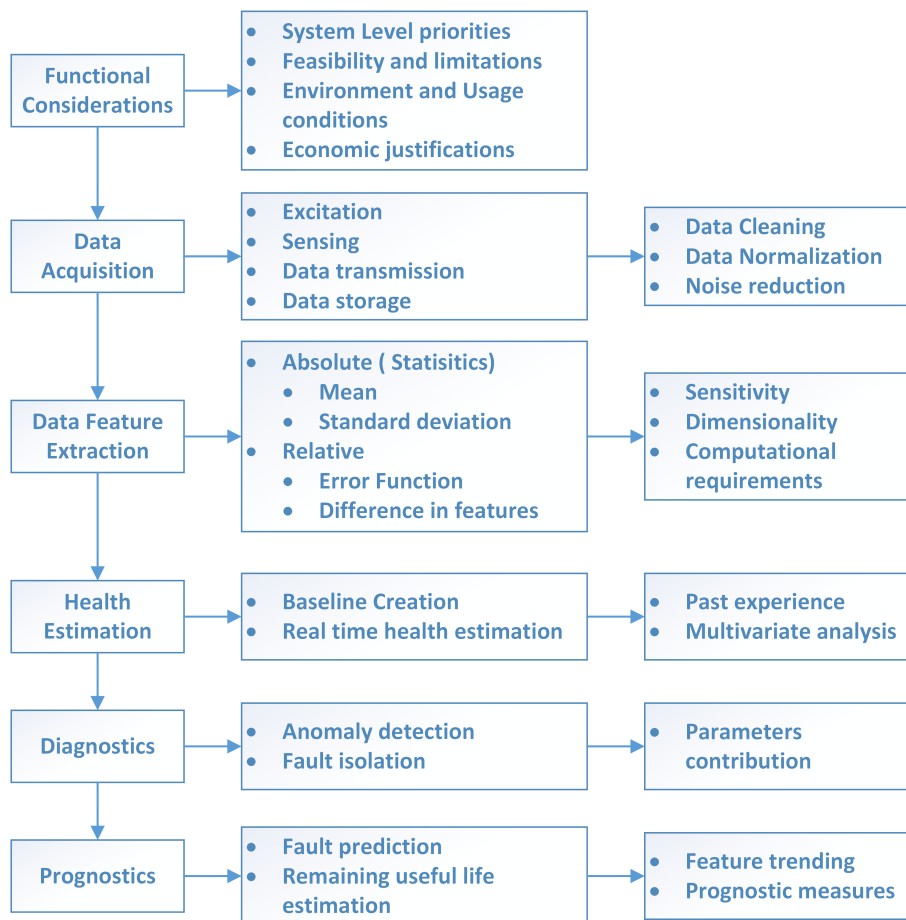 Functional
Considerations
• System Level priorities
• Feasibility and limitations
• Environment and Usage
conditions
• Economic justifications
Data
Acquisition
• Excitation
• Sensing
• Data transmission
• Data storage
• Data Cleaning
• Data Normalization
• Noise reduction
Data Feature
Extraction
• Absolute ( Statisitics)
• Mean
• Standard deviation
• Relative
• Error Function
• Difference in features
• Sensitivity
• Dimensionality
• Computational
requirements
Health
Estimation
• Baseline Creation
• Real time health estimation
• Past experience
• Multivariate analysis
Diagnostics
• Anomaly detection
• Fault isolation
• Parameters
contribution
Prognostics
• Fault prediction
• Remaining useful life
estimation
• Feature trending
• Prognostic measures